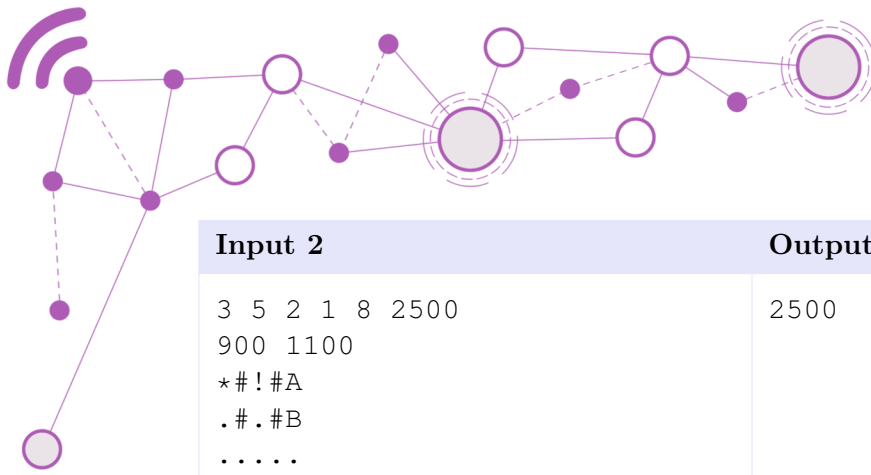 Input 2 Output
3 5 2 1 8 2500 2500
900 1100
*#!#A
.#.#B
.....